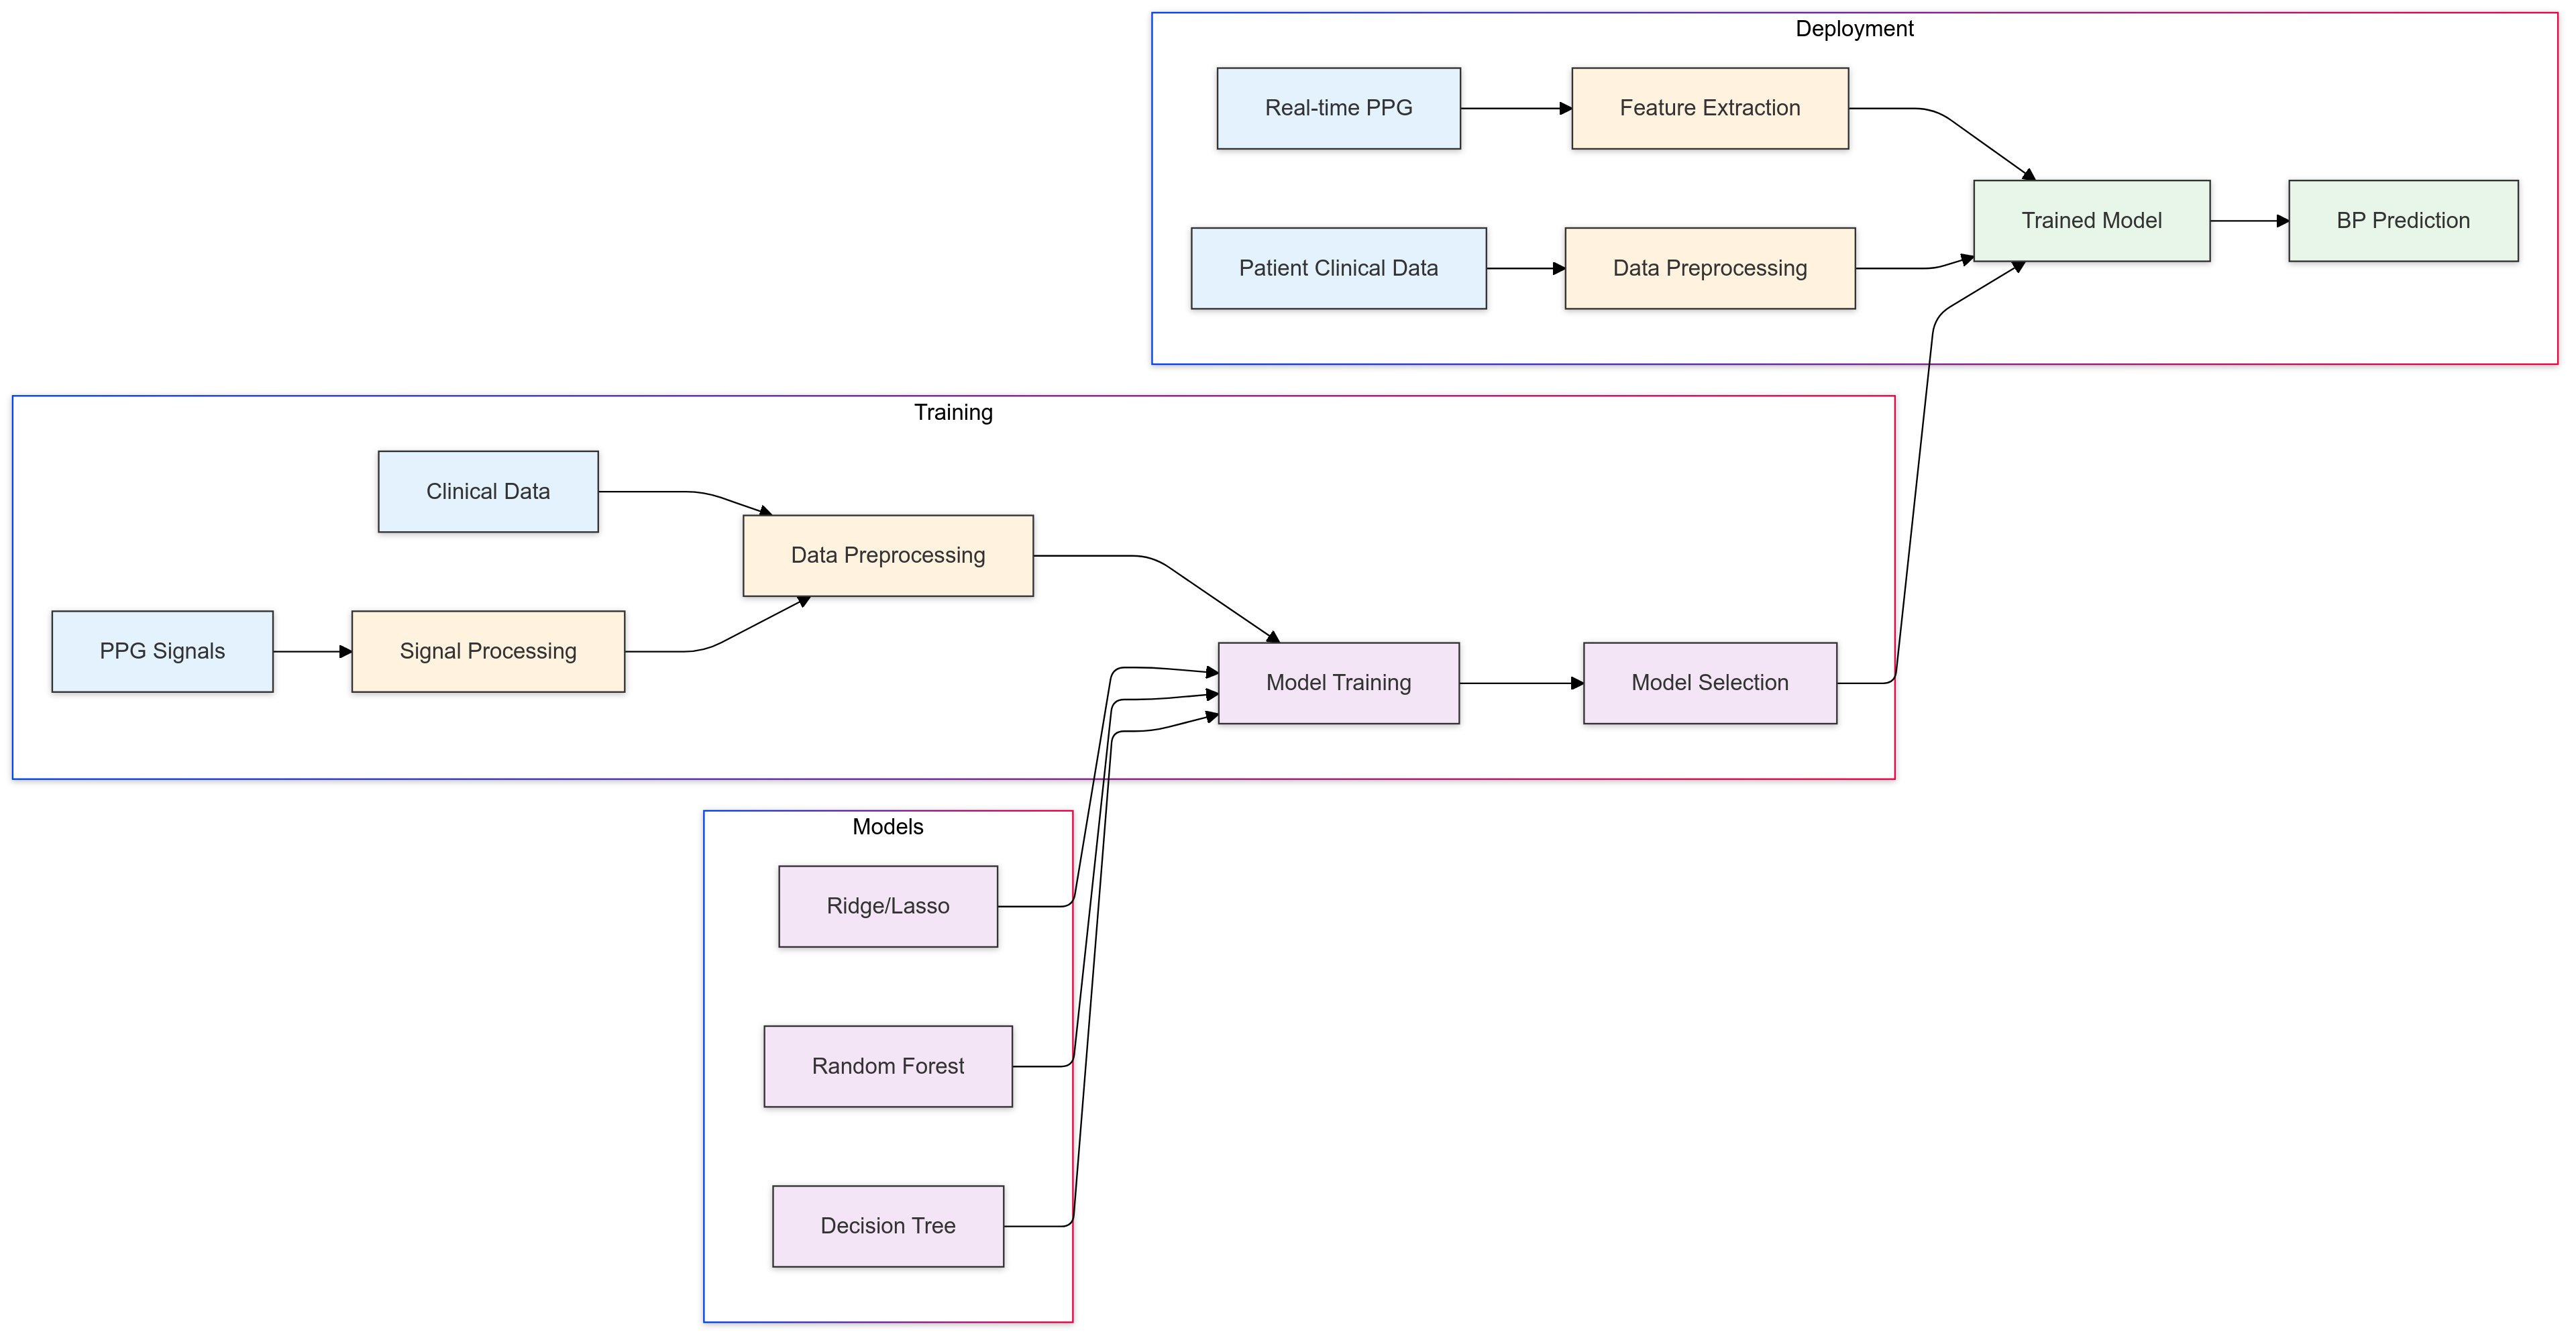 Deployment
Real-time PPG
Feature Extraction
Patient Clinical Data
Data Preprocessing
Trained Model
BP Prediction
Training
Clinical Data
Data Preprocessing
PPG Signals
Signal Processing
Model Training
Model Selection
Models
Ridge/Lasso
Random Forest
Decision Tree